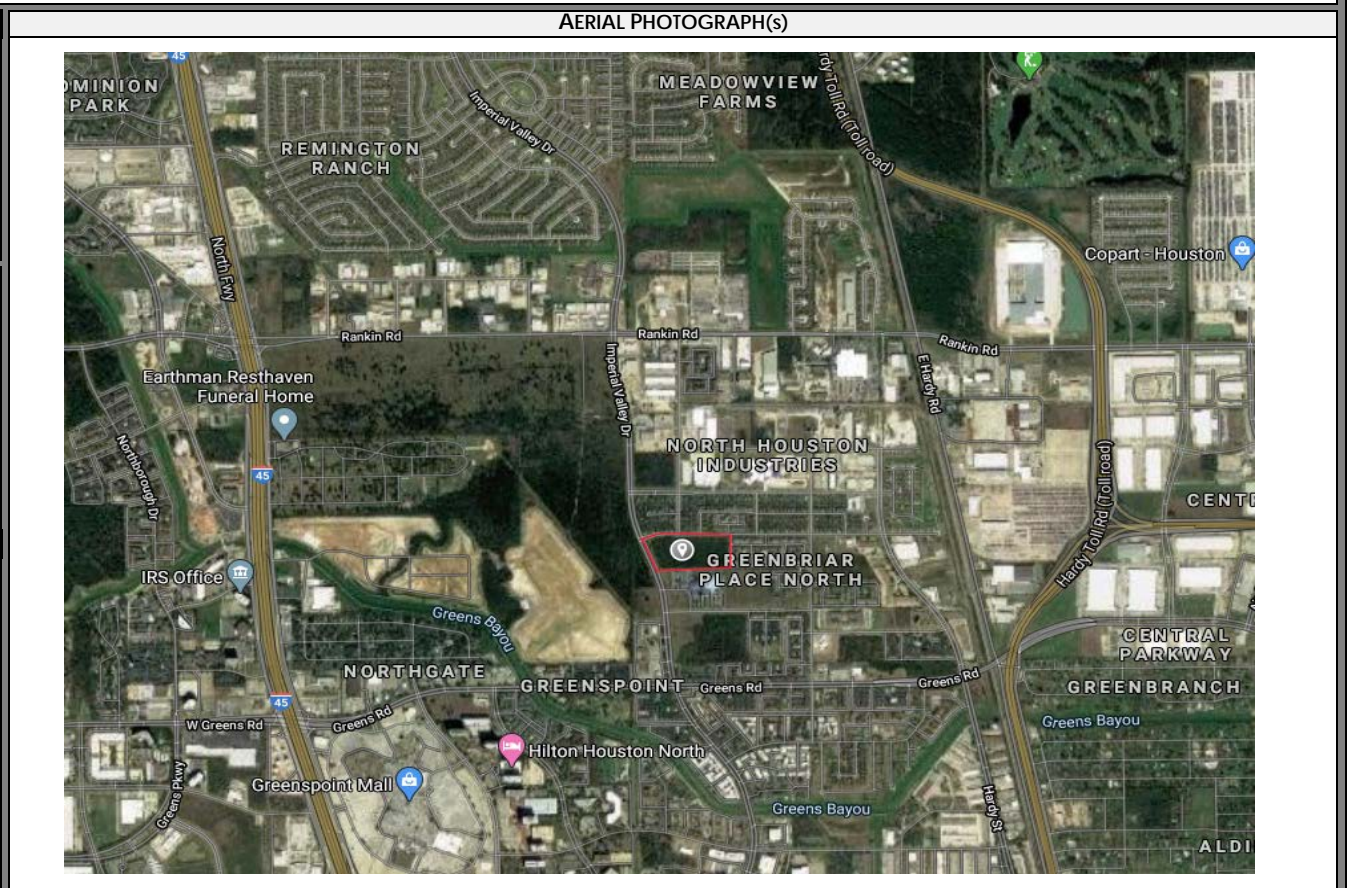 AERIAL PHOTOGRAPH(s)
45
OMINION
PARK
Imperial Valley Dr
MEADOWVIEW
FARMS
rdy Toll Rd (Toll road)
REMINGTON
RANCH
North Fwy
Copart - Houston
Rankin Rd
Rankin Rd
Rankin Rd
Imperial Valley Dr
E Hardy Rd
Earthman Resthaven
Funeral Home
Northborough Dr
NORTH HOUSTON
INDUSTRIES
45
Hardy Toll Rd (Toll road)
CENT
IRS Office
GREENBRIAR
PLACE NORTH
Greens Bayou
CENTRAL
PARKWAY
NORTHGATE
GREENSPOINT
Greens Rd
Greens Rd
GREENBRANCH
45
W Greens Rd
Greens Rd
Greens Bayou
Hilton Houston North
Greenspoint Mall
Greens Pkwy
Greens Bayou
Hardy St
ALDI